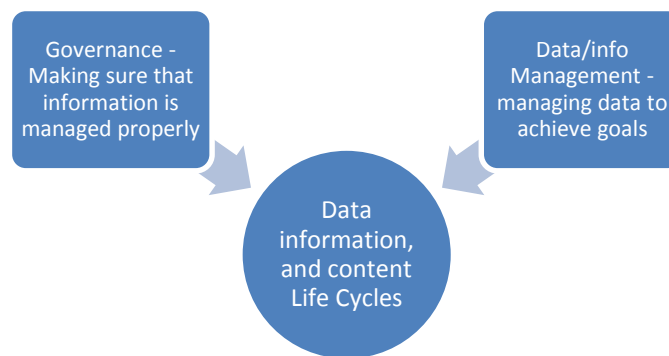 Governance -
Making sure that
information is
managed properly
Data/info
Management -
managing data to
achieve goals
Data
information,
and content
Life Cycles